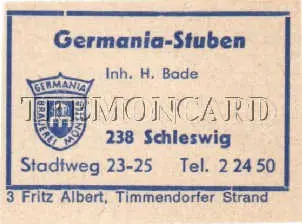 Germania-Stuben
Inh. H. Bade
GERMANIA
BRAUEREI MÜNSTER
THEMONCARD
238 Schleswig
Stadtweg 23-25 Tel. 2 24 50
3 Fritz Albert, Timmendorfer Strand